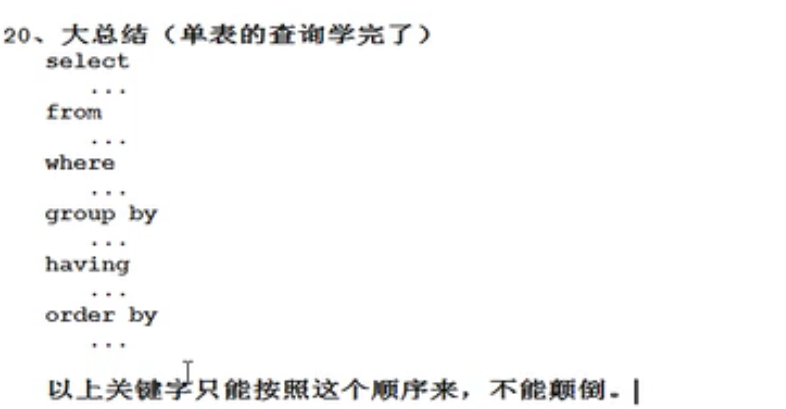 20、大总结（单表的查询学完了）
select
...
from
...
where
...
group by
...
having
...
order by
...
以上关键字只能按照这个顺序来，不能颠倒。